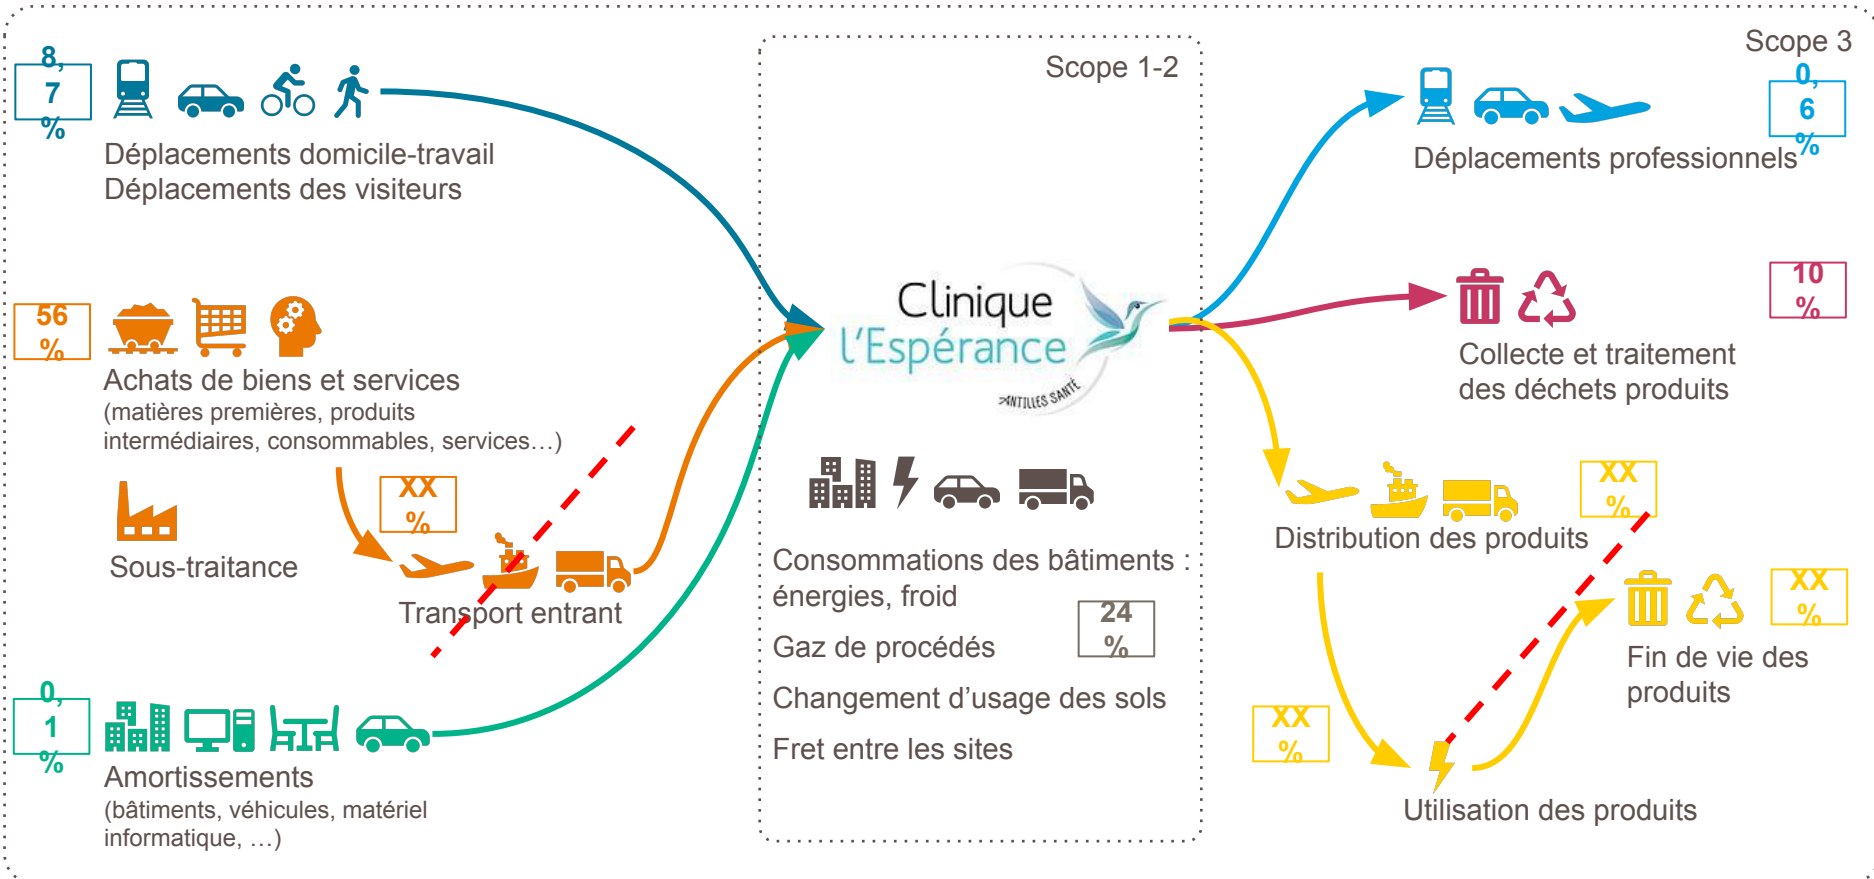 Scope 3
Scope 1-2
8,
7
%
Déplacements domicile-travail
Déplacements des visiteurs
56
%
Achats de biens et services
(matières premières, produits
intermédiaires, consommables, services…)
XX
%
Sous-traitance
Transport entrant
0,
1
%
Amortissements
(bâtiments, véhicules, matériel
informatique, …)
Clinique
l'Espérance
ANTILLES SANTÉ
Consommations des bâtiments :
énergies, froid
24
%
Gaz de procédés
Changement d’usage des sols
Fret entre les sites
0,
6
%
Déplacements professionnels
10
%
Collecte et traitement
des déchets produits
XX
%
Distribution des produits
XX
%
Fin de vie des
produits
XX
%
Utilisation des produits